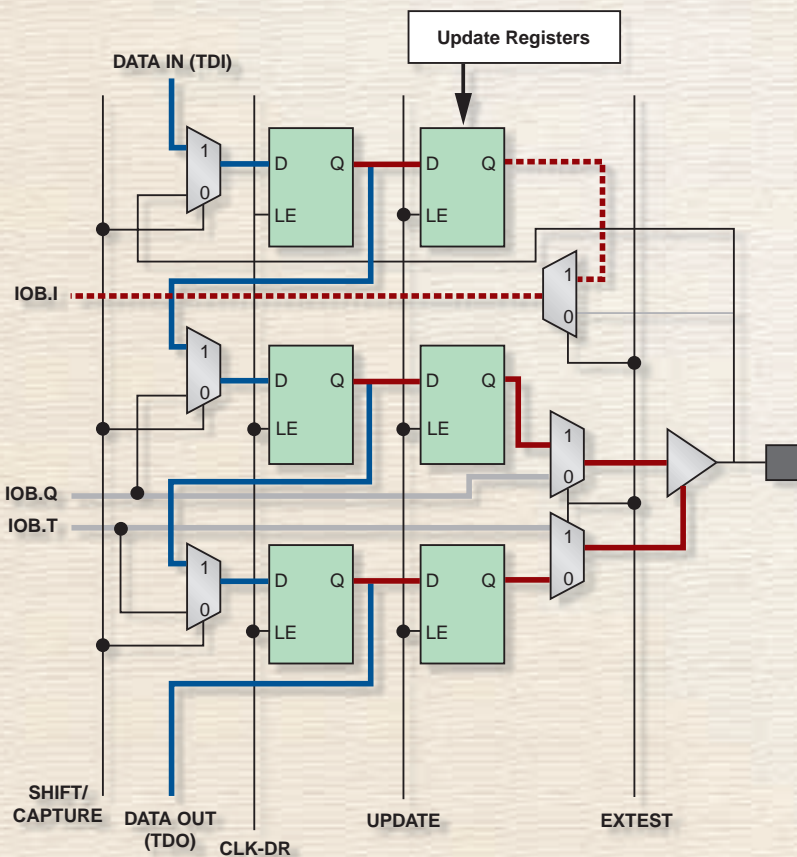 Update Registers
DATA IN (TDI)
1
0
D
Q
LE
D
Q
LE
1
0
IOB.I
1
0
D
Q
LE
D
Q
LE
1
0
IOB.Q
IOB.T
1
0
1
0
D
Q
LE
D
Q
LE
SHIFT/
CAPTURE
DATA OUT
(TDO)
CLK-DR
UPDATE
EXTEST